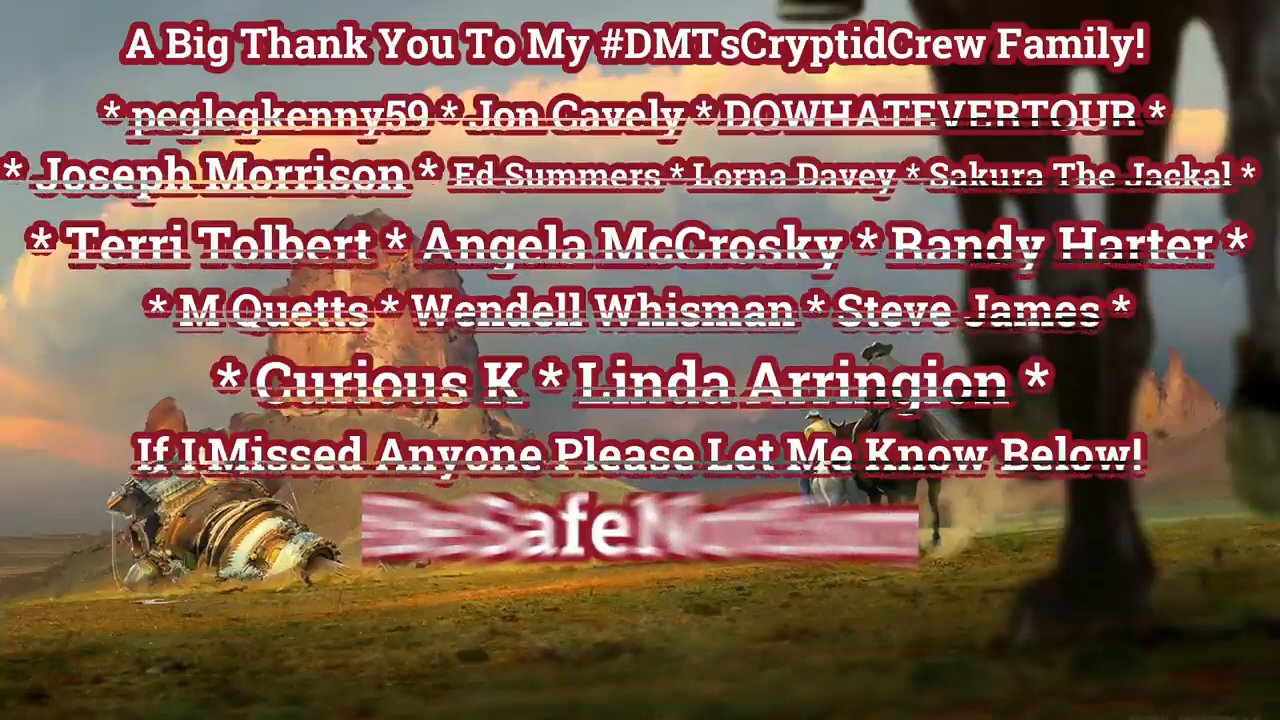 A Big Thank You To My #DMTsCryptidCrew Family!
* peglegkenny59 * Jon Cavely * DOWHATEVERTOUR *
* Joseph Morrison * Ed Summers * Lorna Davey * Sakura The Jackal *
* Terri Tolbert * Angela McCrosky * Randy Harter *
* M Quetts * Wendell Whisman * Steve James *
* Curious K * Linda Arringion *
If I Missed Anyone Please Let Me Know Below!